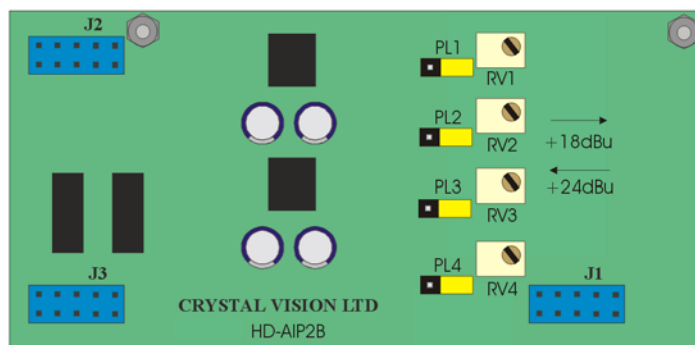 J2
PL1
RV1
PL2
RV2
+18dBu
PL3
RV3
+24dBu
J3
PL4
RV4
J1
CRYSTAL VISION LTD
HD-AIP2B